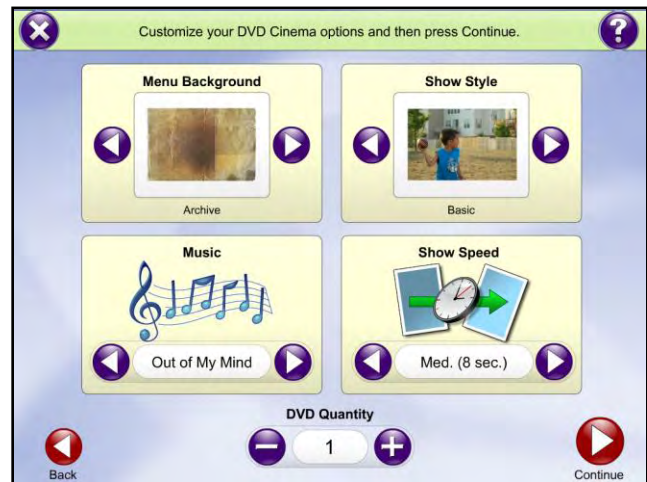 Customize your DVD Cinema options and then press Continue.
?
Menu Background
Archive
Show Style
Basic
Music
Out of My Mind
Show Speed
Med. (8 sec.)
DVD Quantity
1
Back
Continue